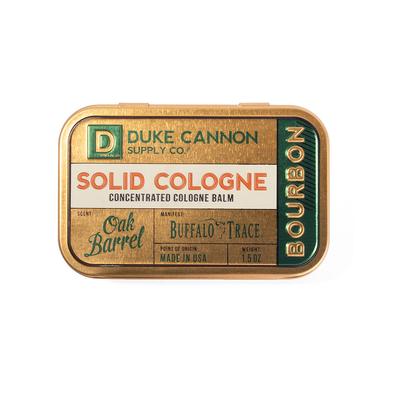 D
DUKE CANNON
SUPPLY CO.
SOLID COLOGNE
CONCENTRATED COLOGNE BALM
SCENT:
Oak
Barrel
MANIFEST:
BUFFALO TRACE
POINT OF ORIGIN:
MADE IN USA
WEIGHT:
1.5 OZ
BOURBON